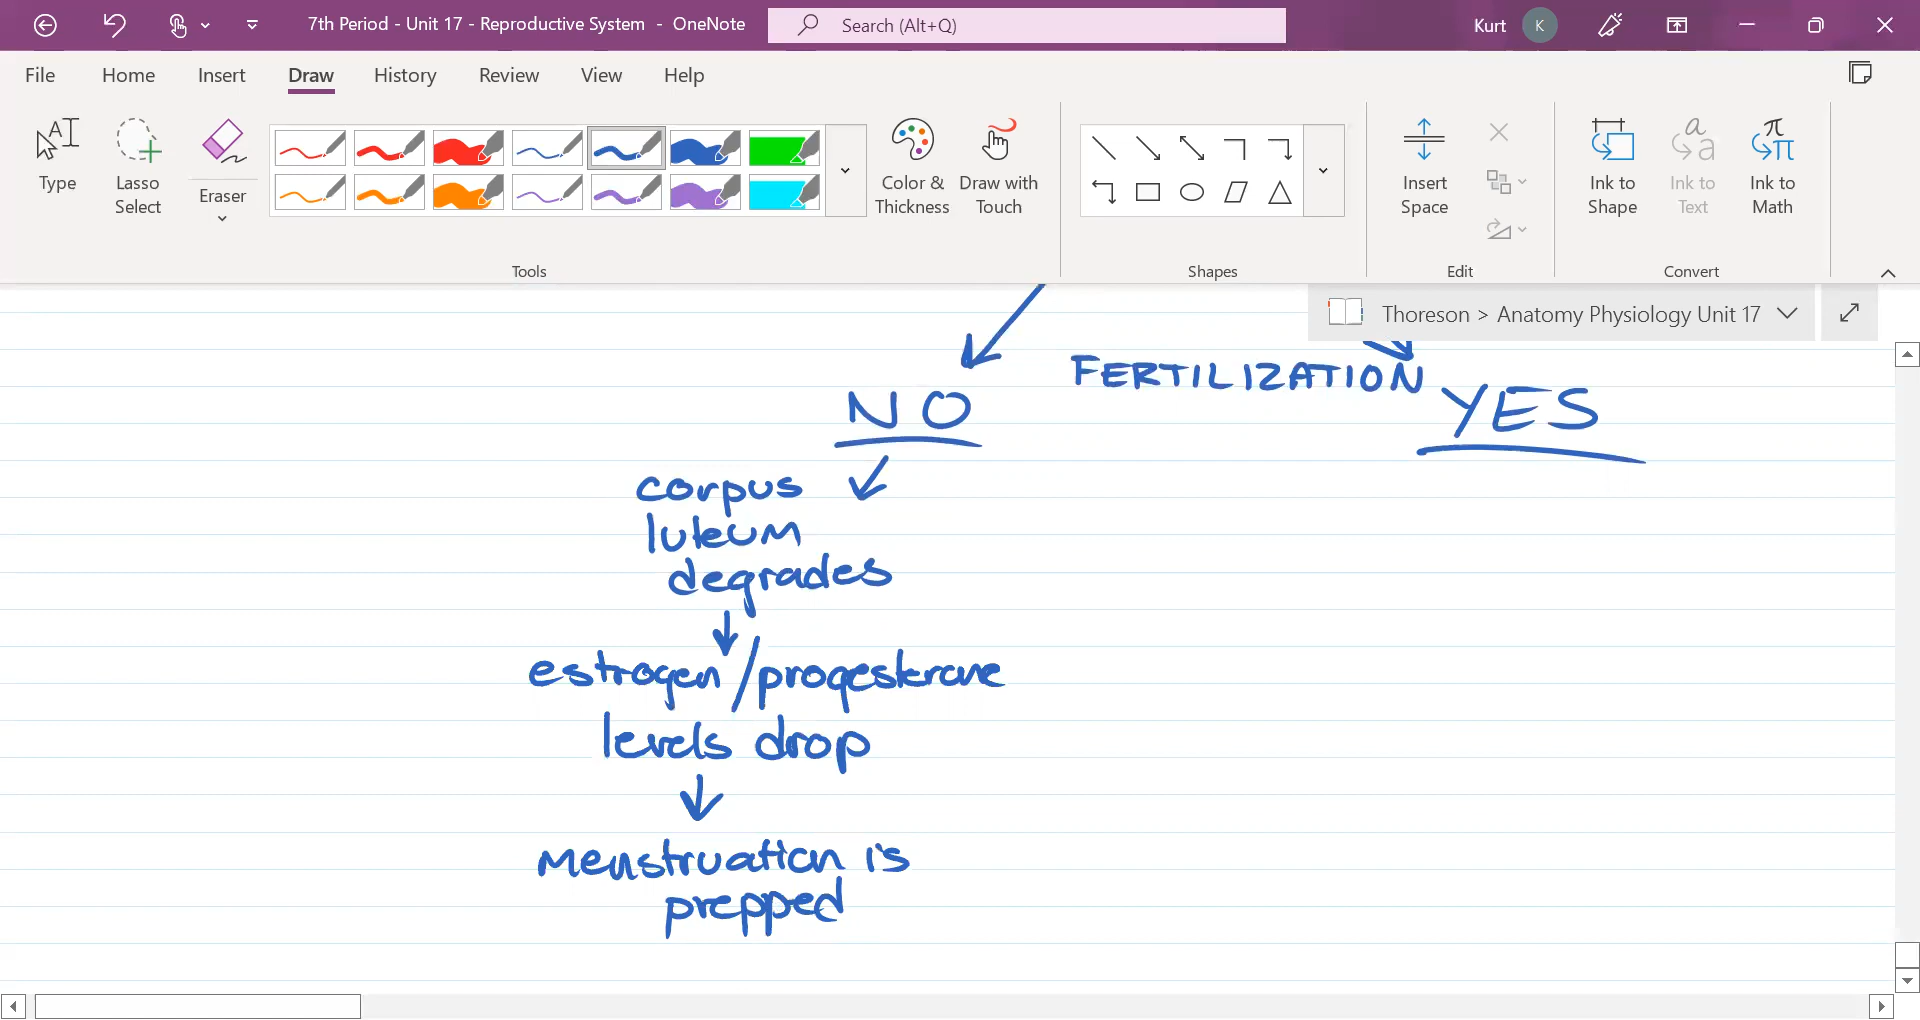 7th Period - Unit 17 - Reproductive System - OneNote
Search (Alt+Q)
Kurt
K
File
Home
Insert
Draw
History
Review
View
Help
Type
Lasso
Select
Eraser
Color &
Thickness
Draw with
Touch
Insert
Space
Ink to
Shape
Ink to
Text
Ink to
Math
Tools
Shapes
Edit
Convert
Thoreson > Anatomy Physiology Unit 17
FERTILIZATION
NO
YES
corpus
luteum
degrades
estrogen/progesterone
levels drop
menstruation is
prepped